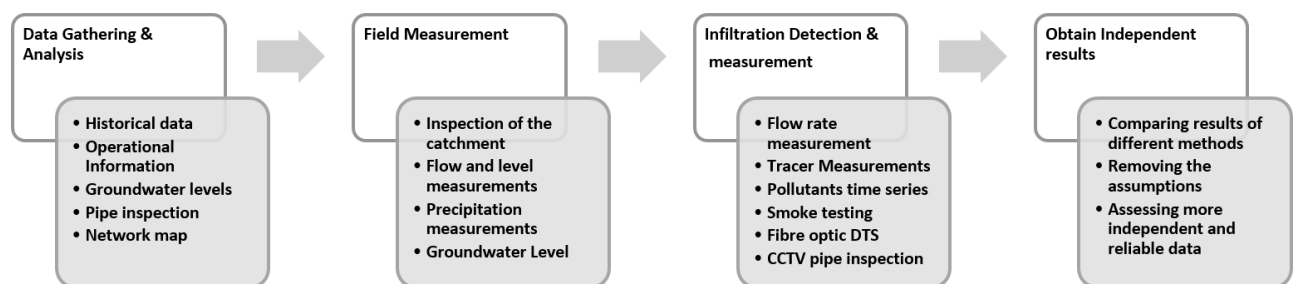 Data Gathering &
Analysis
• Historical data
• Operational
Information
• Groundwater levels
• Pipe inspection
• Network map
Field Measurement
• Inspection of the
catchment
• Flow and level
measurements
• Precipitation
measurements
• Groundwater Level
Infiltration Detection &
measurement
• Flow rate
measurement
• Tracer Measurements
• Pollutants time series
• Smoke testing
• Fibre optic DTS
• CCTV pipe inspection
Obtain Independent
results
• Comparing results of
different methods
• Removing the
assumptions
• Assessing more
independent and
reliable data